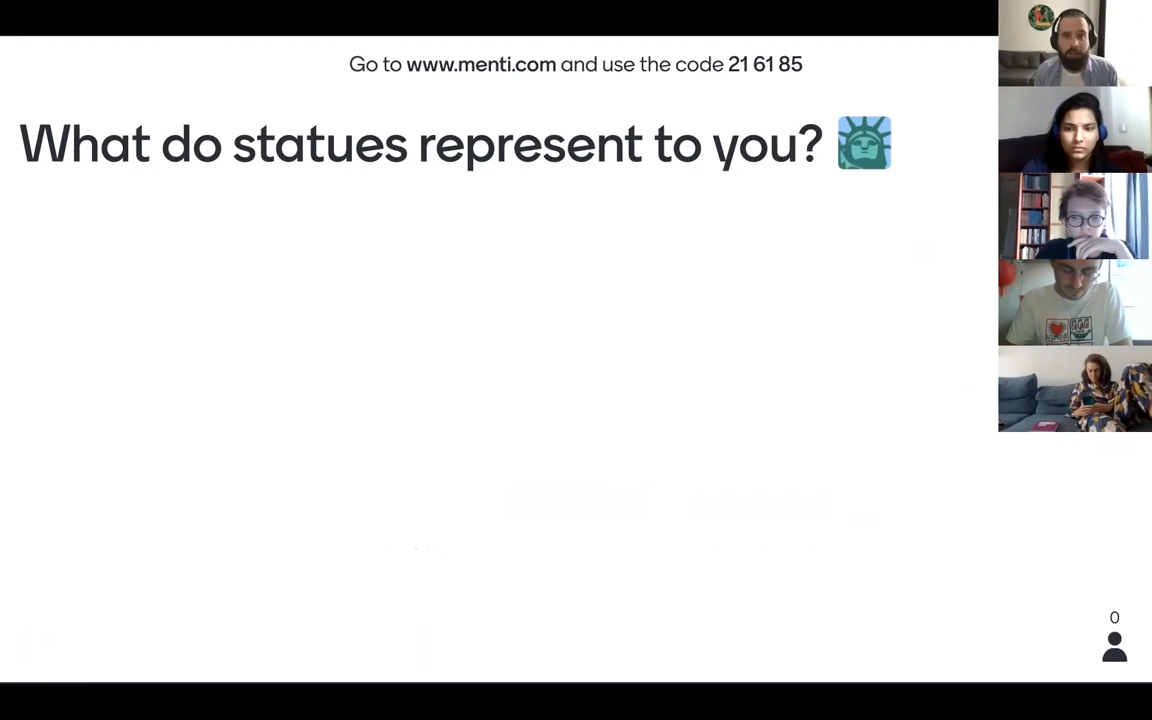 Go to www.menti.com and use the code 21 61 85
What do statues represent to you?
0